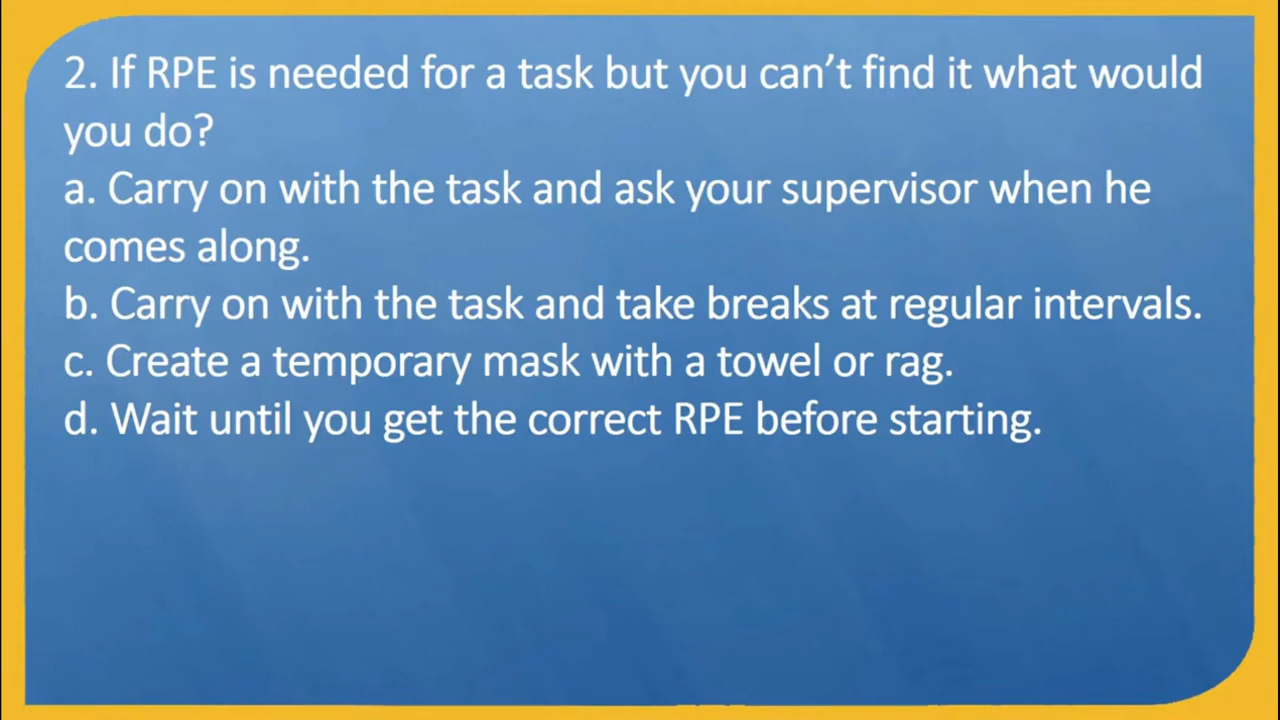 2. If RPE is needed for a task but you can’t find it what would
you do?
a. Carry on with the task and ask your supervisor when he
comes along.
b. Carry on with the task and take breaks at regular intervals.
c. Create a temporary mask with a towel or rag.
d. Wait until you get the correct RPE before starting.